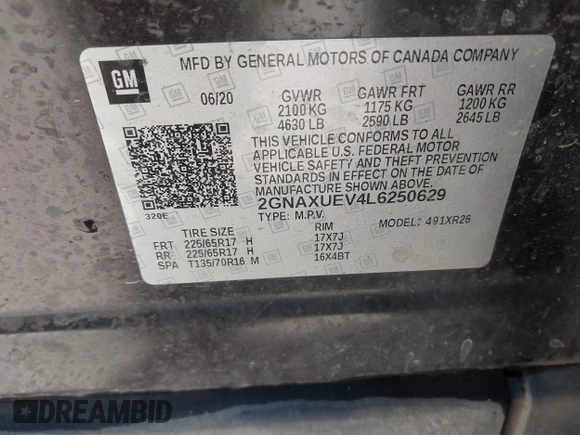 GM
MFD BY GENERAL MOTORS OF CANADA COMPANY
06/20 GVWR GAWR FRT GAWR RR
2100 KG 1175 KG 1200 KG
4630 LB 2590 LB 2645 LB
THIS VEHICLE CONFORMS TO ALL
APPLICABLE U.S. FEDERAL MOTOR
VEHICLE SAFETY AND THEFT PREVENTION
STANDARDS IN EFFECT ON THE DATE OF
MANUFACTURE SHOWN ABOVE.
2GNAXUEV4L6250629
320E TYPE: M.P.V. MODEL: 491XR26
TIRE SIZE RIM
FRT 225/65R17 H 17X7J
RR 225/65R17 H 17X7J
SPA T135/70R16 M 16X4BT
DREAMBID